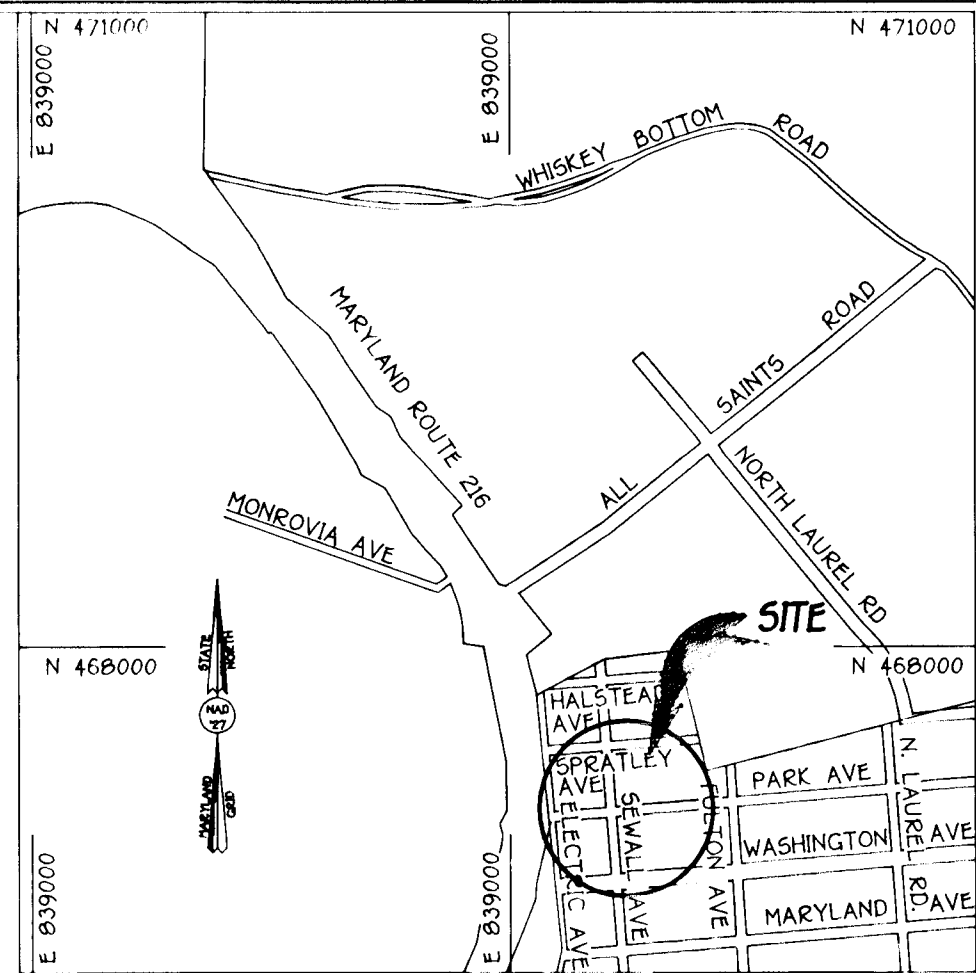 N 471000
N 471000
E 839000
E 839000
WHISKEY BOTTOM ROAD
MARYLAND ROUTE 216
ALL SAINTS ROAD
NORTH LAUREL RD
MONROVIA AVE
SITE
STATE NORTH
NAD '27
MARYLAND GRID
N 468000
N 468000
HALSTEAD
AVE
SPRATLEY
AVE
ELECTRIC AVE
SEWALL AVE
FULTON AVE
PARK AVE
WASHINGTON AVE
MARYLAND AVE
N. LAUREL RD.
E 839000
E 839000